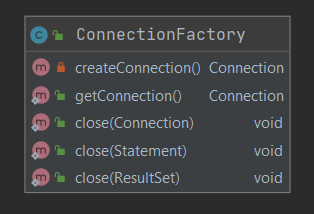 C ConnectionFactory
m createConnection() Connection
m getConnection() Connection
m close(Connection) void
m close(Statement) void
m close(ResultSet) void